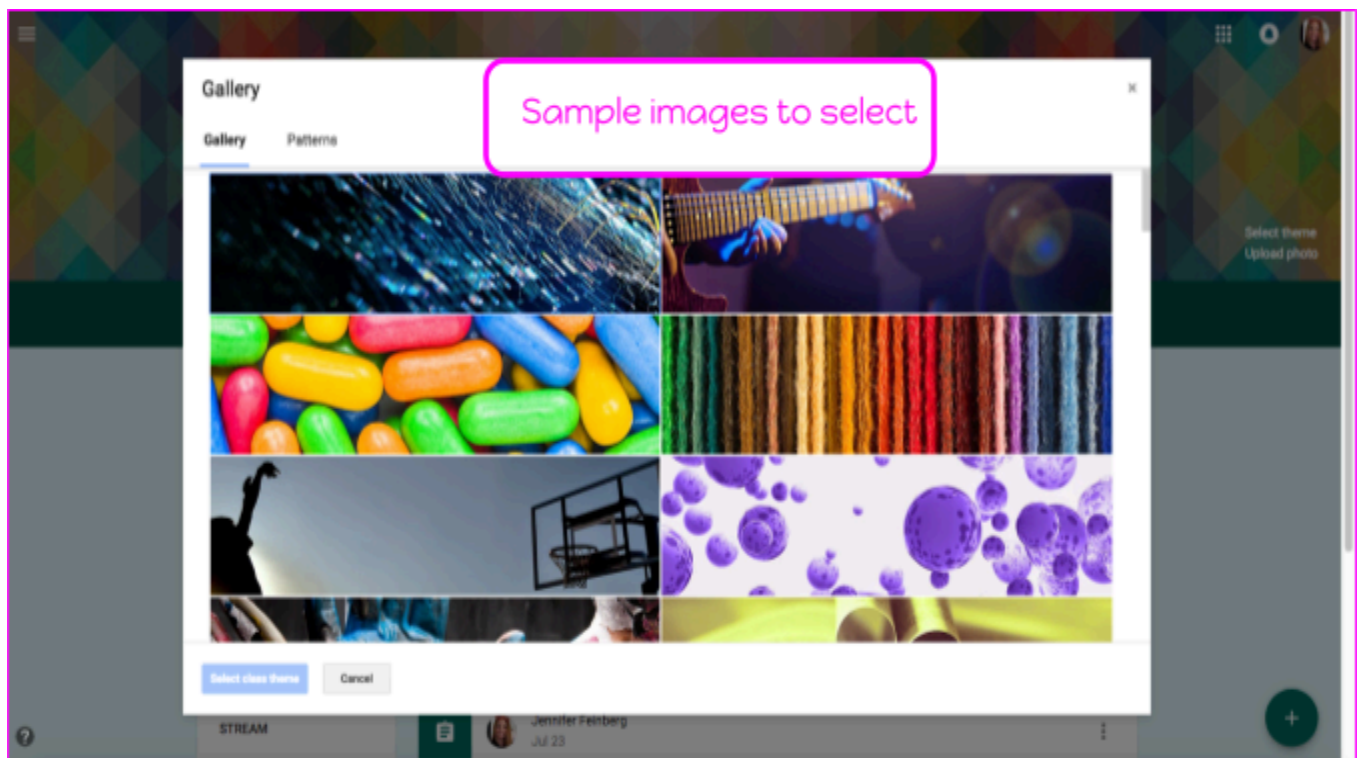 Gallery
Sample images to select
Gallery Patterns
Select theme
Upload photo
Select class theme Cancel
STREAM
Jennifer Feinberg
Jul 23